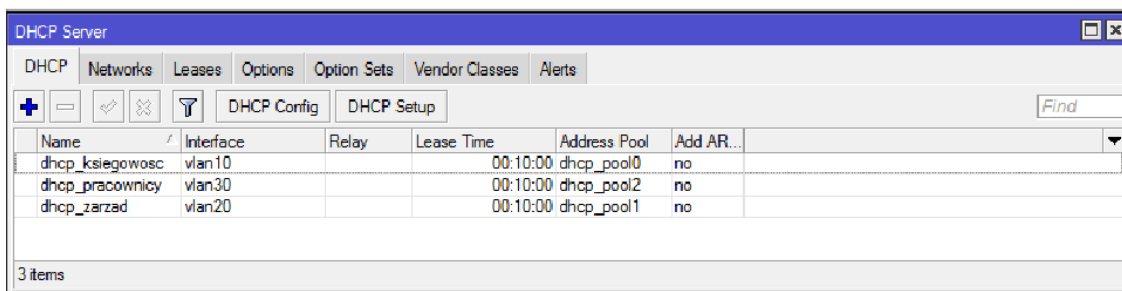 DHCP Server
DHCP Networks Leases Options Option Sets Vendor Classes Alerts
DHCP Config DHCP Setup Find
Name Interface Relay Lease Time Address Pool Add AR...
dhcp_ksiegowosc vlan10 00:10:00 dhcp_pool0 no
dhcp_pracownicy vlan30 00:10:00 dhcp_pool2 no
dhcp_zarzad vlan20 00:10:00 dhcp_pool1 no
3 items